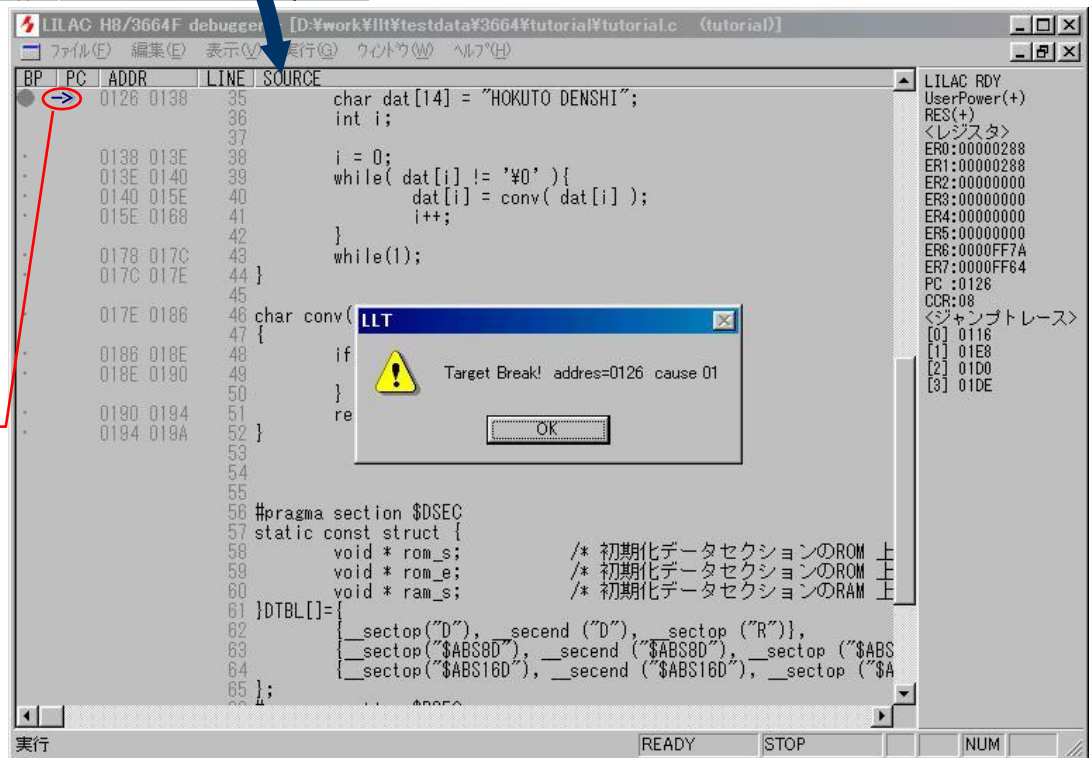 LILAC H8/3664F debugger [D:¥work¥llt¥testdata¥3664¥tutorial¥tutorial.c (tutorial)]
ファイル(F) 編集(E) 表示(V) 実行(G) ウィンドウ(W) ヘルプ(H)
BP PC ADDR LINE SOURCE
-> 0126 0138 35 char dat[14] = "HOKUTO DENSHI";
36 int i;
37
0138 013E 38 i = 0;
013E 0140 39 while( dat[i] != '¥0' ){
0140 015E 40 dat[i] = conv( dat[i] );
015E 0168 41 i++;
42 }
0178 017C 43 while(1);
017C 017E 44 }
45
017E 0186 46 char conv(
47 {
0186 018E 48 if
018E 0190 49
50 }
0190 0194 51 re
0194 019A 52 }
53
54
55
56 #pragma section $DSEC
57 static const struct {
58 void * rom_s; /* 初期化データセクションのROM 上
59 void * rom_e; /* 初期化データセクションのROM 上
60 void * ram_s; /* 初期化データセクションのRAM 上
61 }DTBL[]={
62 {__sectop("D"), __secend ("D"), __sectop ("R")},
63 {__sectop("$ABS8D"), __secend ("$ABS8D"), __sectop ("$ABS
64 {__sectop("$ABS16D"), __secend ("$ABS16D"), __sectop ("$A
65 };
LLT
Target Break! addres=0126 cause 01
OK
LILAC RDY
UserPower(+)
RES(+)
<レジスタ>
ER0:00000288
ER1:00000288
ER2:00000000
ER3:00000000
ER4:00000000
ER5:00000000
ER6:0000FF7A
ER7:0000FF64
PC :0126
CCR:08
<ジャンプトレース>
[0] 0116
[1] 01E8
[2] 01D0
[3] 01DE
実行 READY STOP NUM